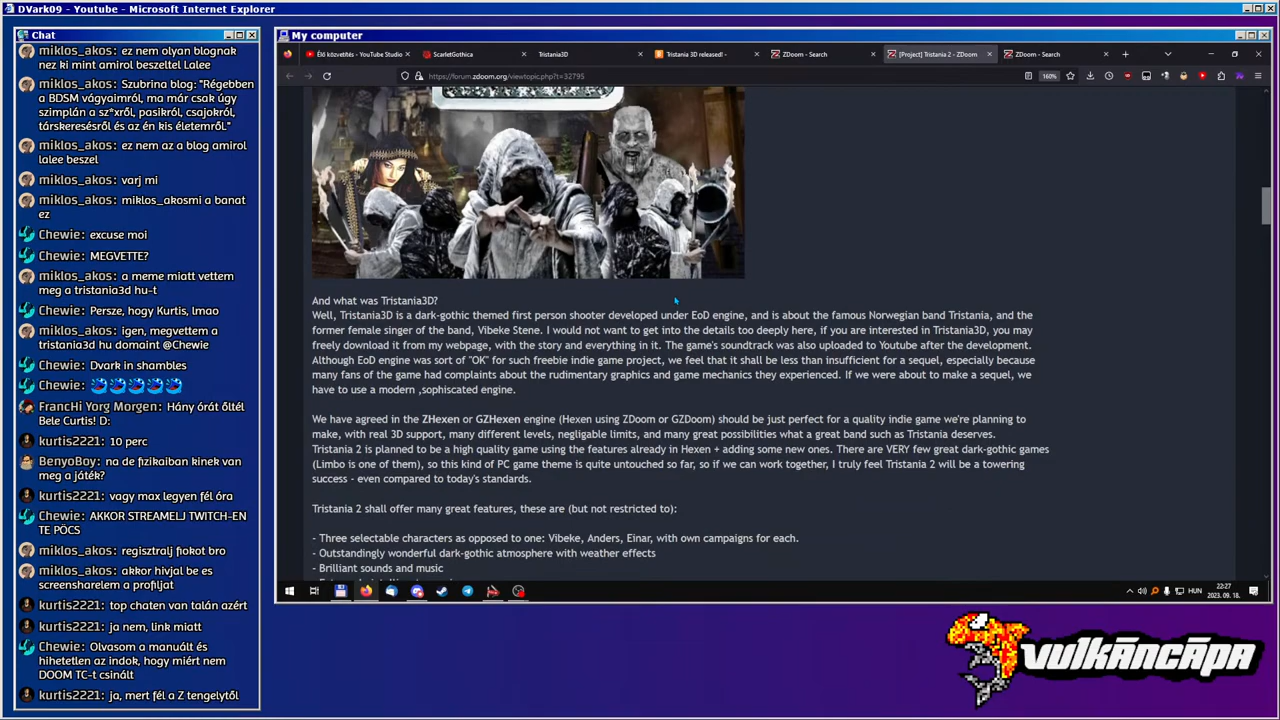 DVark09 - Youtube - Microsoft Internet Explorer
Chat
miklos_akos: ez nem olyan blognak
nez ki mint amirol beszeltel Lalee
miklos_akos: Szubrina blog: "Régebben
a BDSM vágyaimról, ma már csak úgy
szimplán a sz*xról, pasikról, csajokról,
társkeresésről és az én kis életemről."
miklos_akos: ez nem az a blog amirol
lalee beszel
miklos_akos: varj mi
miklos_akos: miklos_akosmi a banat
ez
Chewie: excuse moi
Chewie: MEGVETTE?
miklos_akos: a meme miatt vettem
meg a tristania3d hu-t
Chewie: Persze, hogy Kurtis, lmao
miklos_akos: igen, megvettem a
tristania3d hu domaint @Chewie
Chewie: Dvark in shambles
Chewie:
FrancHi Yorg Morgen: Hány órát öltél
Bele Curtis! D:
kurtis2221: 10 perc
BenyoBoy: na de fizikaiban kinek van
meg a játék?
kurtis2221: vagy max legyen fél óra
Chewie: AKKOR STREAMELJ TWITCH-EN
TE PÖCS
miklos_akos: regisztralj fiokot bro
miklos_akos: akkor hivjal be es
screensharelem a profiljat
kurtis2221: top chaten van talán azért
kurtis2221: ja nem, link miatt
Chewie: Olvasom a manuált és
hihetetlen az indok, hogy miért nem
DOOM TC-t csinált
kurtis2221: ja, mert fél a Z tengelytől
My computer
Élő közvetítés - YouTube Studio
ScarletGothica
Tristania3D
Tristania 3D released! -
ZDoom - Search
[Project] Tristania 2 - ZDoom
ZDoom - Search
https://forum.zdoom.org/viewtopic.php?t=32795
160%
And what was Tristania3D?
Well, Tristania3D is a dark-gothic themed first person shooter developed under EoD engine, and is about the famous Norwegian band Tristania, and the
former female singer of the band, Vibeke Stene. I would not want to get into the details too deeply here, if you are interested in Tristania3D, you may
freely download it from my webpage, with the story and everything in it. The game's soundtrack was also uploaded to Youtube after the development.
Although EoD engine was sort of "OK" for such freebie indie game project, we feel that it shall be less than insufficient for a sequel, especially because
many fans of the game had complaints about the rudimentary graphics and game mechanics they experienced. If we were about to make a sequel, we
have to use a modern ,sophiscated engine.
We have agreed in the ZHexen or GZHexen engine (Hexen using ZDoom or GZDoom) should be just perfect for a quality indie game we're planning to
make, with real 3D support, many different levels, negligable limits, and many great possibilities what a great band such as Tristania deserves.
Tristania 2 is planned to be a high quality game using the features already in Hexen + adding some new ones. There are VERY few great dark-gothic games
(Limbo is one of them), so this kind of PC game theme is quite untouched so far, so if we can work together, I truly feel Tristania 2 will be a towering
success - even compared to today's standards.
Tristania 2 shall offer many great features, these are (but not restricted to):
- Three selectable characters as opposed to one: Vibeke, Anders, Einar, with own campaigns for each.
- Outstandingly wonderful dark-gothic atmosphere with weather effects
- Brilliant sounds and music
HUN
22:27
2023. 09. 18.
vulkáncápa